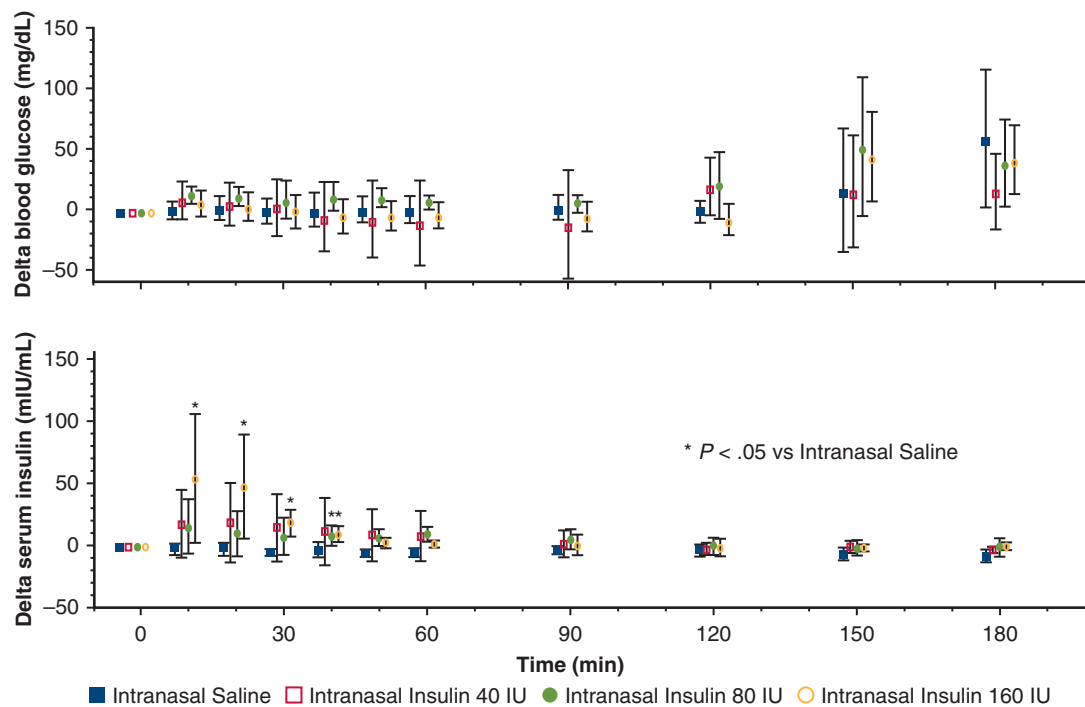 Delta blood glucose (mg/dL)
150
100
50
0
–50
Delta serum insulin (mIU/mL)
150
100
50
0
–50
*
*
*
**
* P < .05 vs Intranasal Saline
0 30 60 90 120 150 180
Time (min)
Intranasal Saline Intranasal Insulin 40 IU Intranasal Insulin 80 IU Intranasal Insulin 160 IU